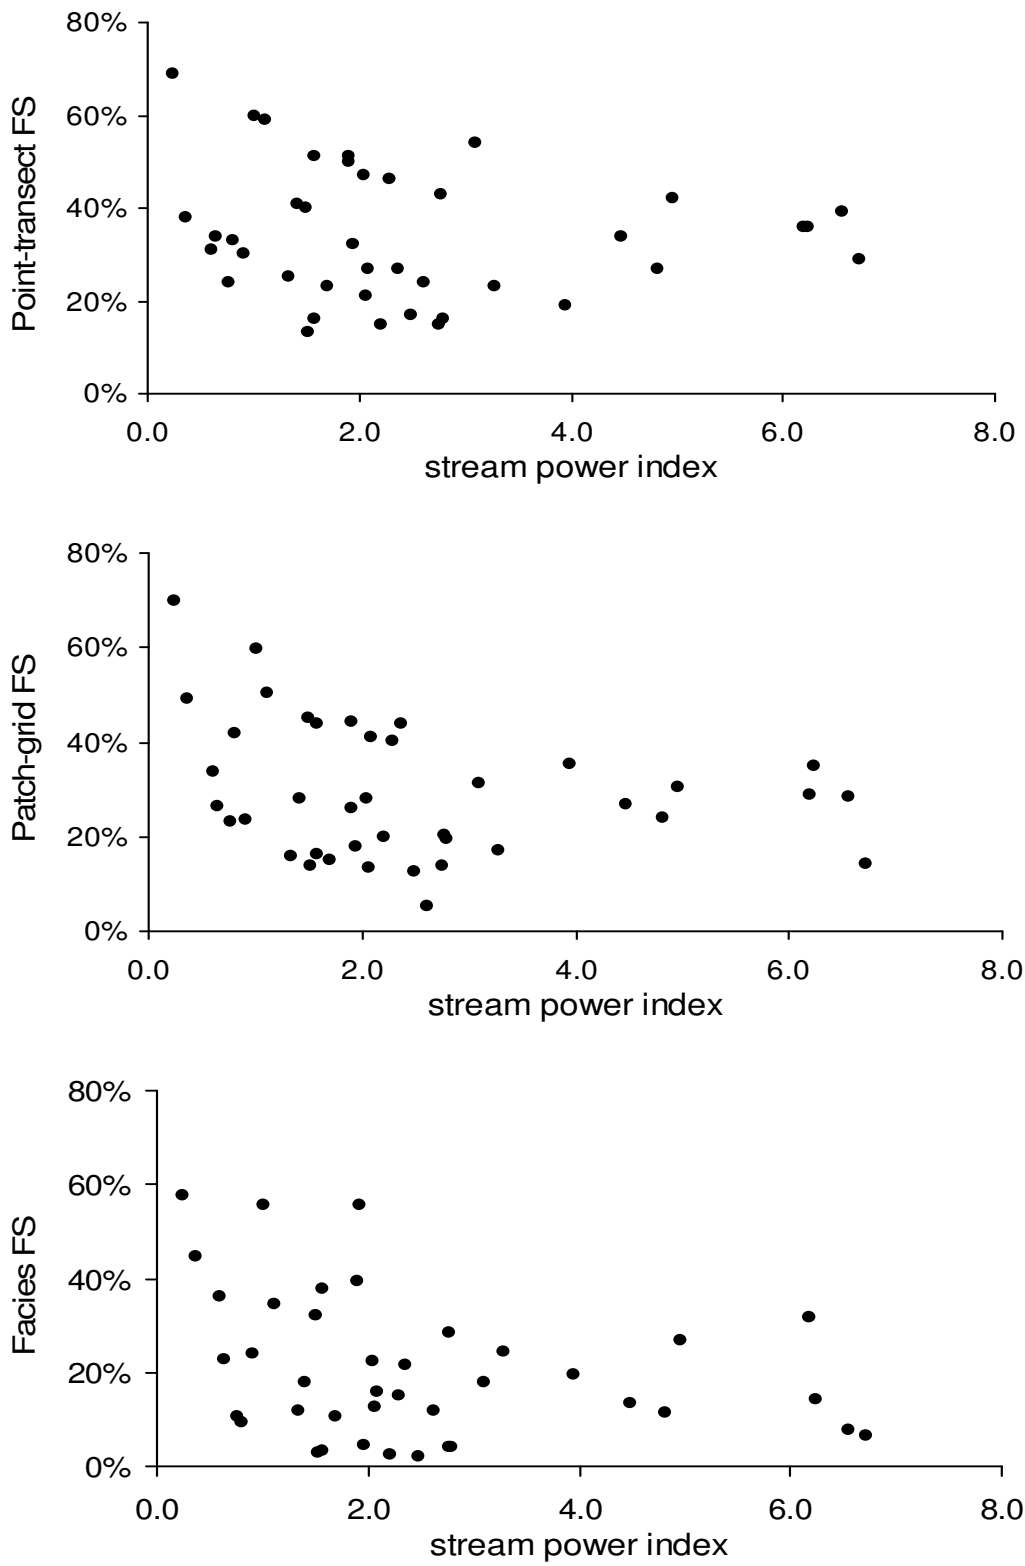 80%
60%
40%
20%
0%
Point-transect FS
0.0 2.0 4.0 6.0 8.0
stream power index
80%
60%
40%
20%
0%
Patch-grid FS
0.0 2.0 4.0 6.0 8.0
stream power index
80%
60%
40%
20%
0%
Facies FS
0.0 2.0 4.0 6.0 8.0
stream power index